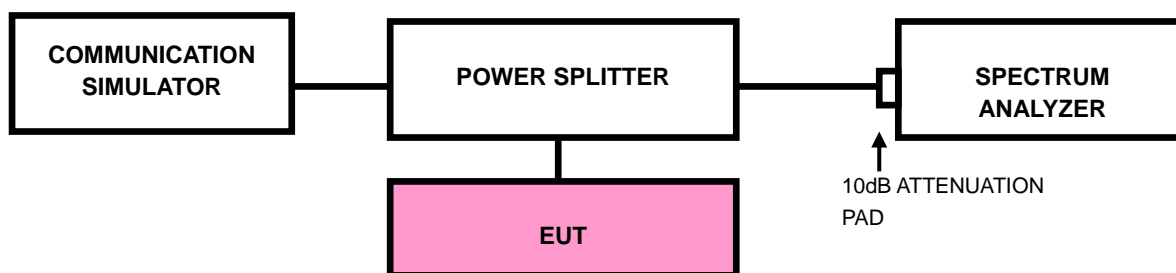 COMMUNICATION
SIMULATOR
POWER SPLITTER
SPECTRUM
ANALYZER
10dB ATTENUATION
PAD
EUT